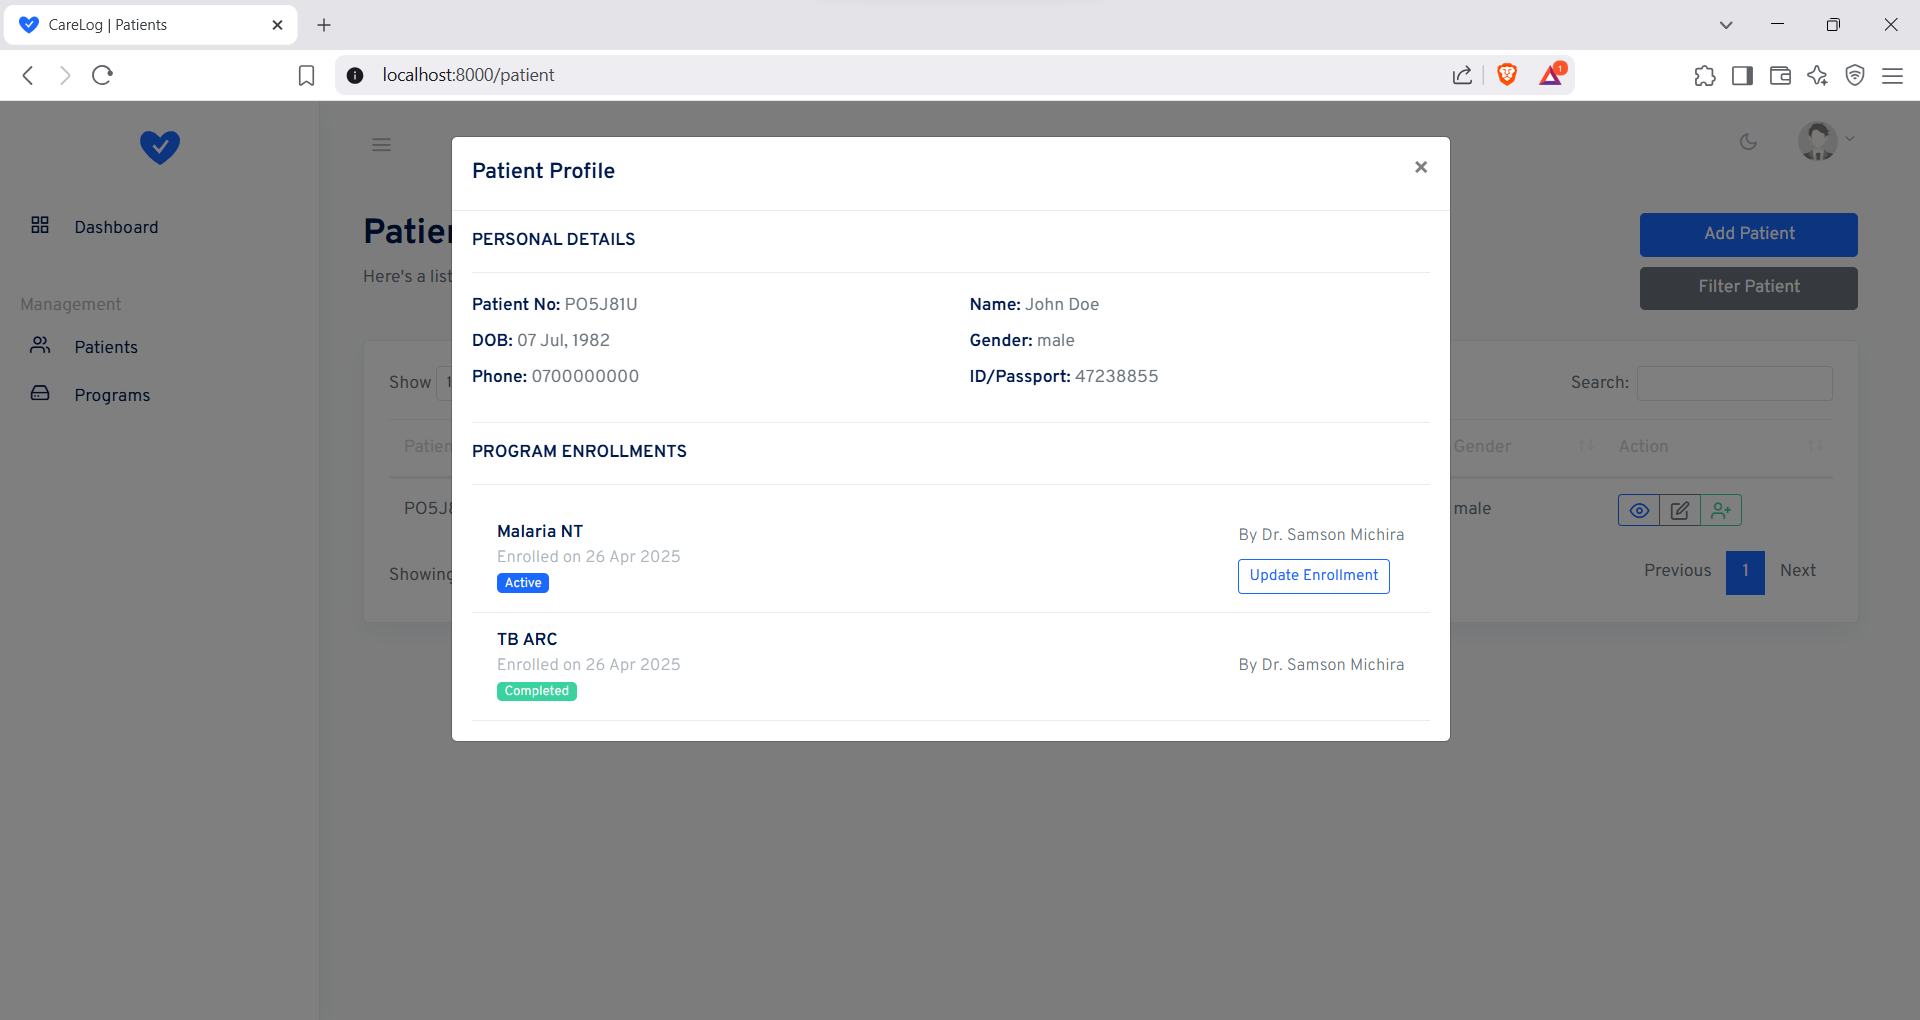 CareLog | Patients
localhost:8000/patient
1
Dashboard
Management
Patients
Programs
Here's a list
Add Patient
Filter Patient
Show
Search:
Gender
Action
male
Showing
Previous
1
Next
Patient Profile
PERSONAL DETAILS
Patient No: PO5J81U
Name: John Doe
DOB: 07 Jul, 1982
Gender: male
Phone: 0700000000
ID/Passport: 47238855
PROGRAM ENROLLMENTS
Malaria NT
Enrolled on 26 Apr 2025
Active
By Dr. Samson Michira
Update Enrollment
TB ARC
Enrolled on 26 Apr 2025
Completed
By Dr. Samson Michira